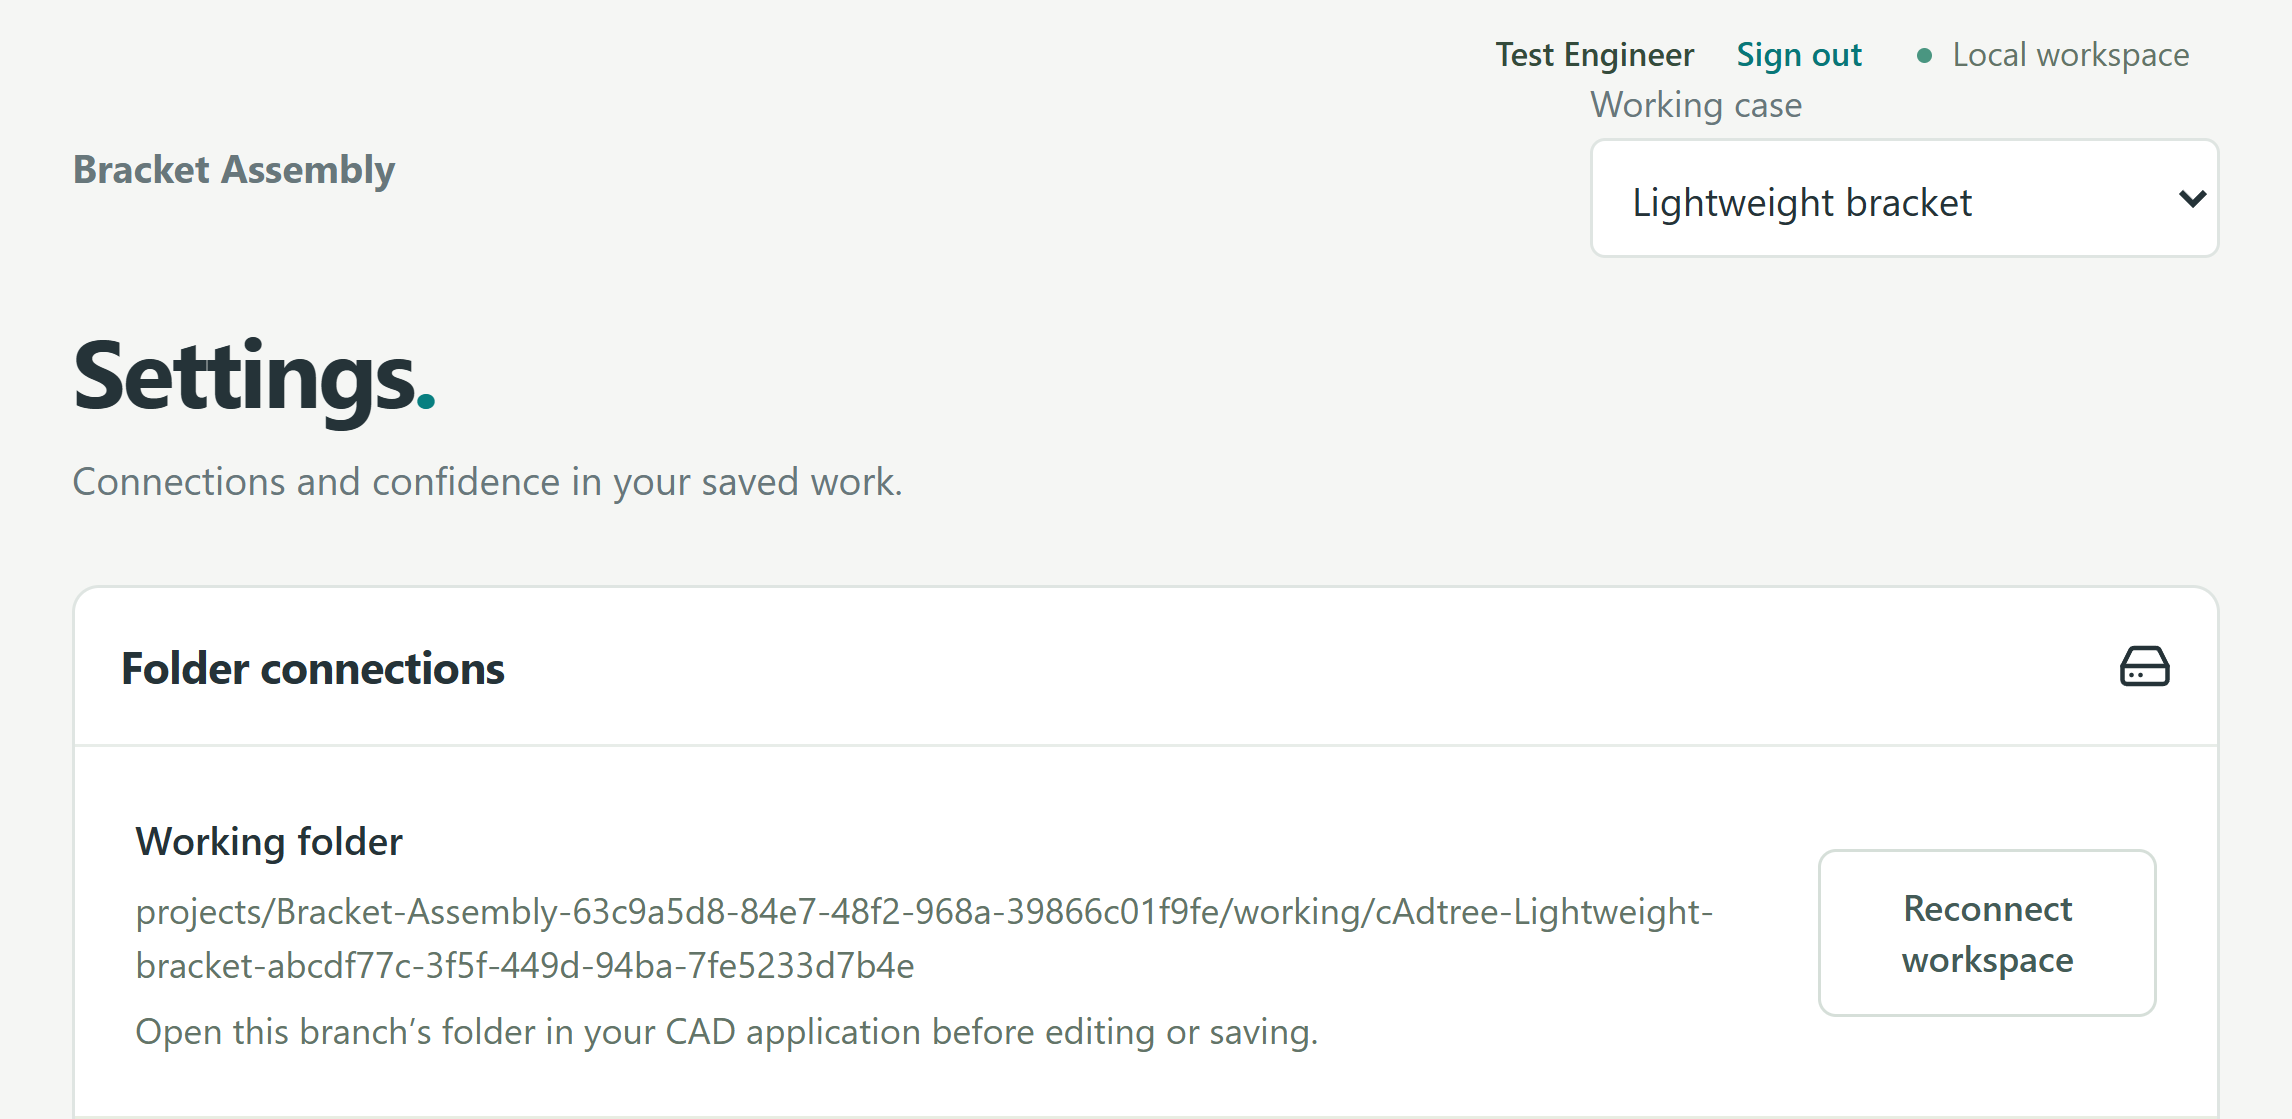 Test Engineer Sign out Local workspace
Working case
Bracket Assembly
Lightweight bracket
Settings.
Connections and confidence in your saved work.
Folder connections
Working folder
projects/Bracket-Assembly-63c9a5d8-84e7-48f2-968a-39866c01f9fe/working/cAdtree-Lightweight-
bracket-abcdf77c-3f5f-449d-94ba-7fe5233d7b4e
Open this branch’s folder in your CAD application before editing or saving.
Reconnect
workspace